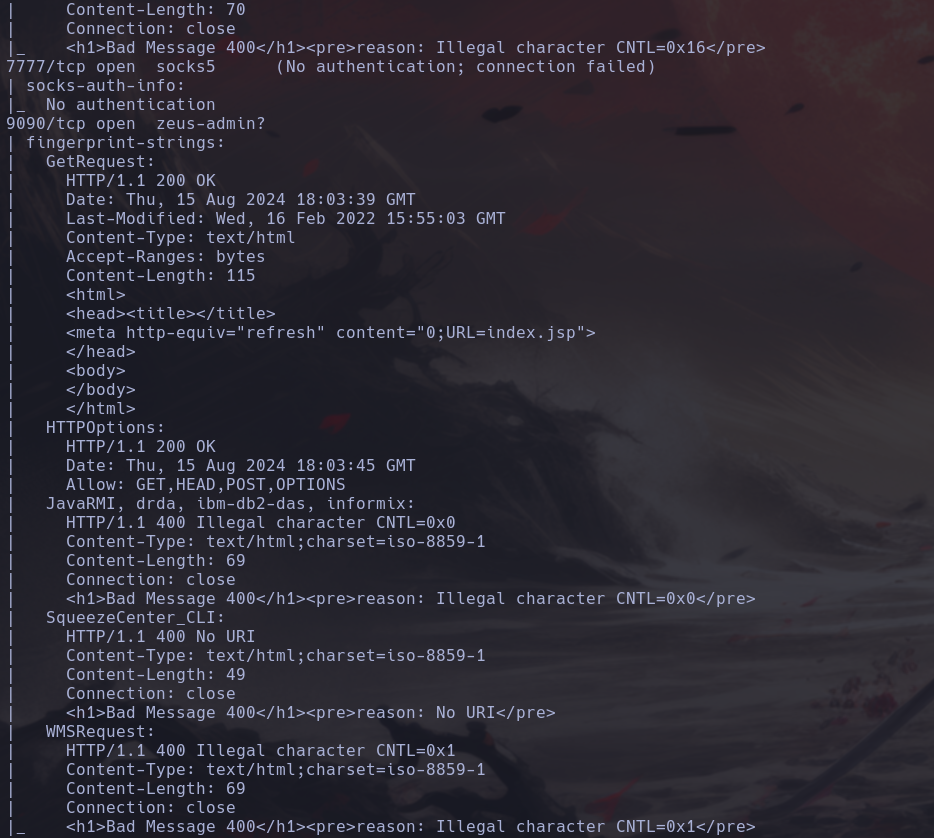 |     Content-Length: 70
|     Connection: close
|_    <h1>Bad Message 400</h1><pre>reason: Illegal character CNTL=0x16</pre>
7777/tcp open  socks5      (No authentication; connection failed)
| socks-auth-info:
|_  No authentication
9090/tcp open  zeus-admin?
| fingerprint-strings:
|   GetRequest:
|     HTTP/1.1 200 OK
|     Date: Thu, 15 Aug 2024 18:03:39 GMT
|     Last-Modified: Wed, 16 Feb 2022 15:55:03 GMT
|     Content-Type: text/html
|     Accept-Ranges: bytes
|     Content-Length: 115
|     <html>
|     <head><title></title>
|     <meta http-equiv="refresh" content="0;URL=index.jsp">
|     </head>
|     <body>
|     </body>
|     </html>
|   HTTPOptions:
|     HTTP/1.1 200 OK
|     Date: Thu, 15 Aug 2024 18:03:45 GMT
|     Allow: GET,HEAD,POST,OPTIONS
|   JavaRMI, drda, ibm-db2-das, informix:
|     HTTP/1.1 400 Illegal character CNTL=0x0
|     Content-Type: text/html;charset=iso-8859-1
|     Content-Length: 69
|     Connection: close
|     <h1>Bad Message 400</h1><pre>reason: Illegal character CNTL=0x0</pre>
|   SqueezeCenter_CLI:
|     HTTP/1.1 400 No URI
|     Content-Type: text/html;charset=iso-8859-1
|     Content-Length: 49
|     Connection: close
|     <h1>Bad Message 400</h1><pre>reason: No URI</pre>
|   WMSRequest:
|     HTTP/1.1 400 Illegal character CNTL=0x1
|     Content-Type: text/html;charset=iso-8859-1
|     Content-Length: 69
|     Connection: close
|_    <h1>Bad Message 400</h1><pre>reason: Illegal character CNTL=0x1</pre>